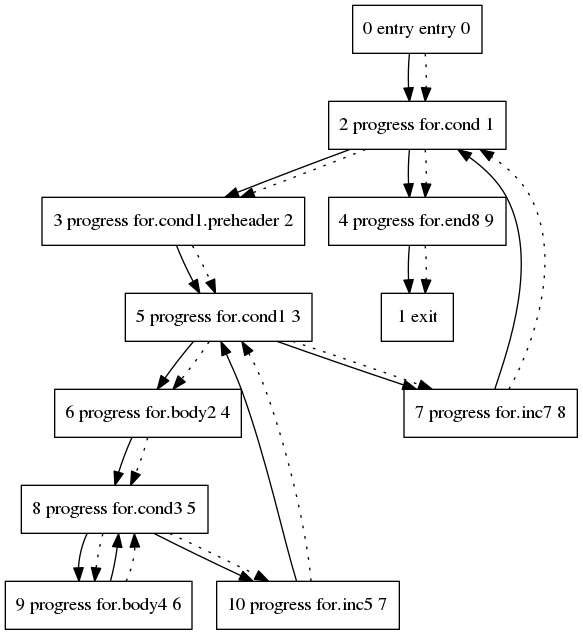 0 entry entry 0
2 progress for.cond 1
3 progress for.cond1.preheader 2
4 progress for.end8 9
5 progress for.cond1 3
1 exit
6 progress for.body2 4
7 progress for.inc7 8
8 progress for.cond3 5
9 progress for.body4 6
10 progress for.inc5 7